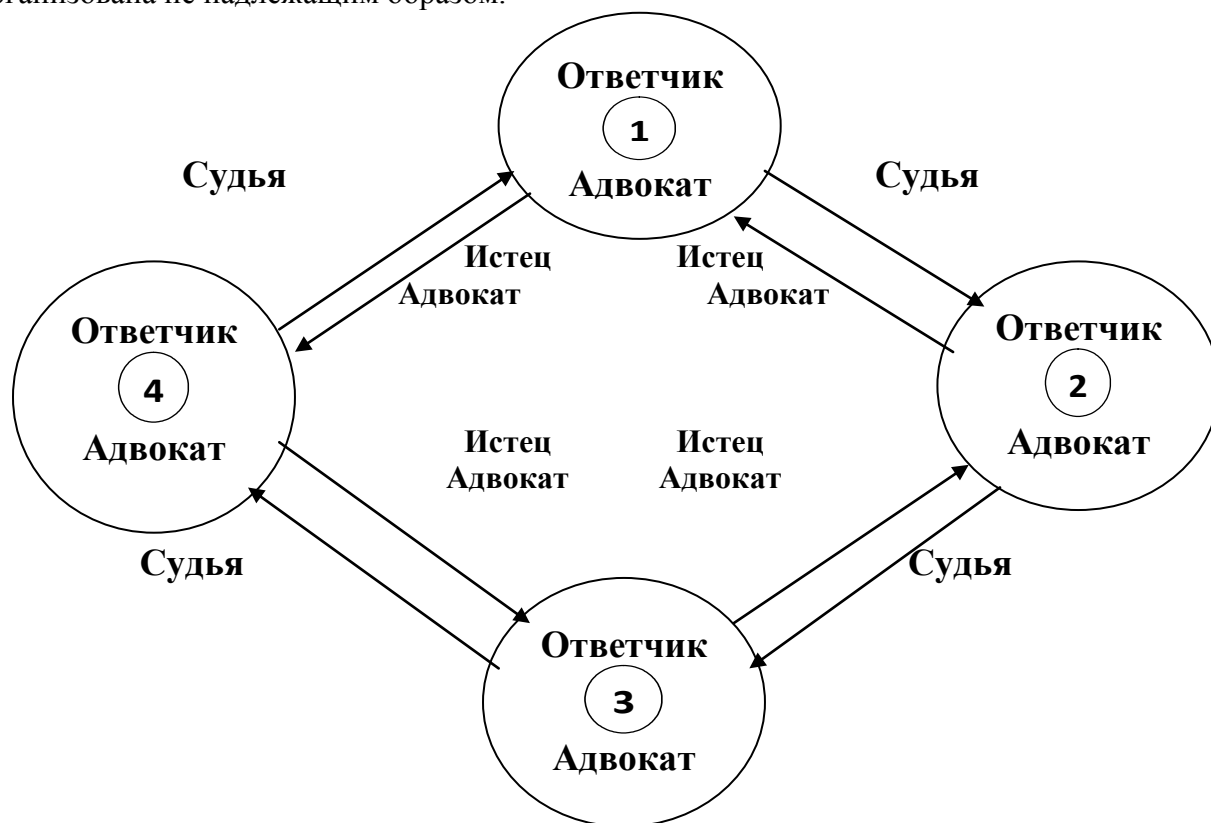 не надлежащим образом.
Ответчик
1
Адвокат
Судья
Судья
Истец
Адвокат
Истец
Адвокат
Ответчик
4
Адвокат
Ответчик
2
Адвокат
Истец
Адвокат
Истец
Адвокат
Судья
Судья
Ответчик
3
Адвокат